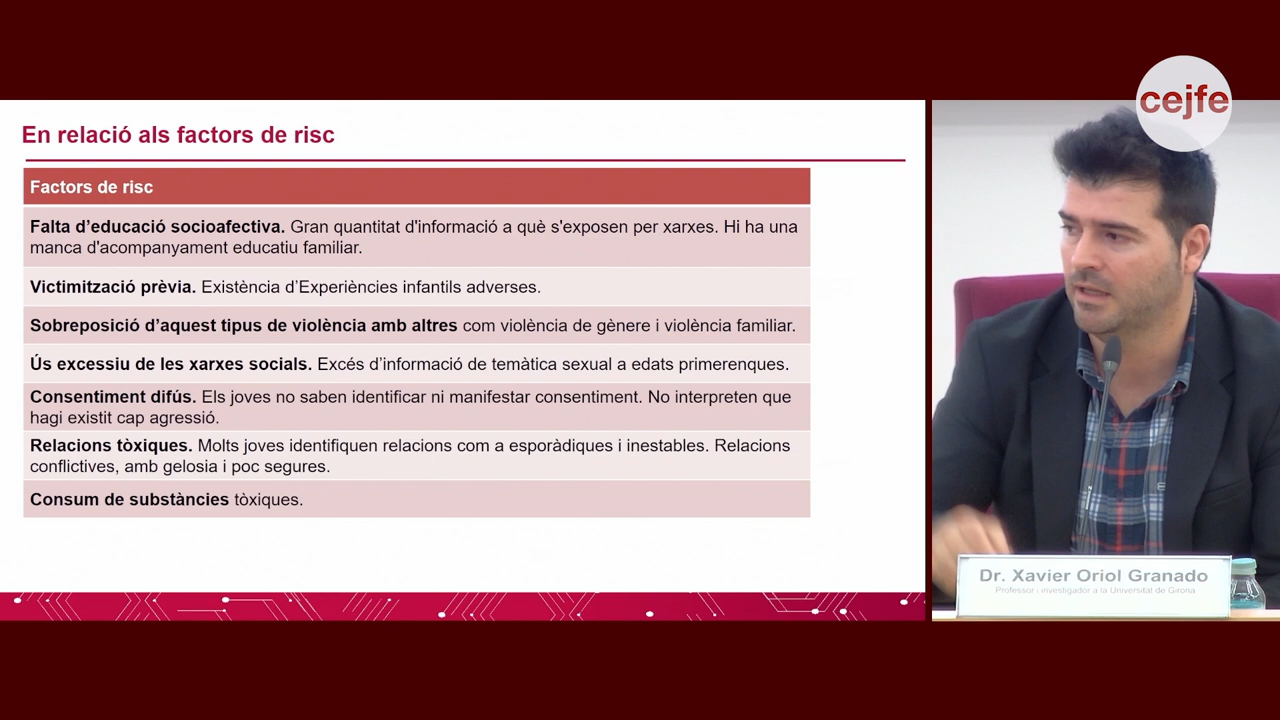 cejfe
En relació als factors de risc
Factors de risc
Falta d’educació socioafectiva. Gran quantitat d'informació a què s'exposen per xarxes. Hi ha una
manca d'acompanyament educatiu familiar.
Victimització prèvia. Existència d’Experiències infantils adverses.
Sobreposició d’aquest tipus de violència amb altres com violència de gènere i violència familiar.
Ús excessiu de les xarxes socials. Excés d’informació de temàtica sexual a edats primerenques.
Consentiment difús. Els joves no saben identificar ni manifestar consentiment. No interpreten que
hagi existit cap agressió.
Relacions tòxiques. Molts joves identifiquen relacions com a esporàdiques i inestables. Relacions
conflictives, amb gelosia i poc segures.
Consum de substàncies tòxiques.
Dr. Xavier Oriol Granado
Professor i investigador a la Universitat de Girona